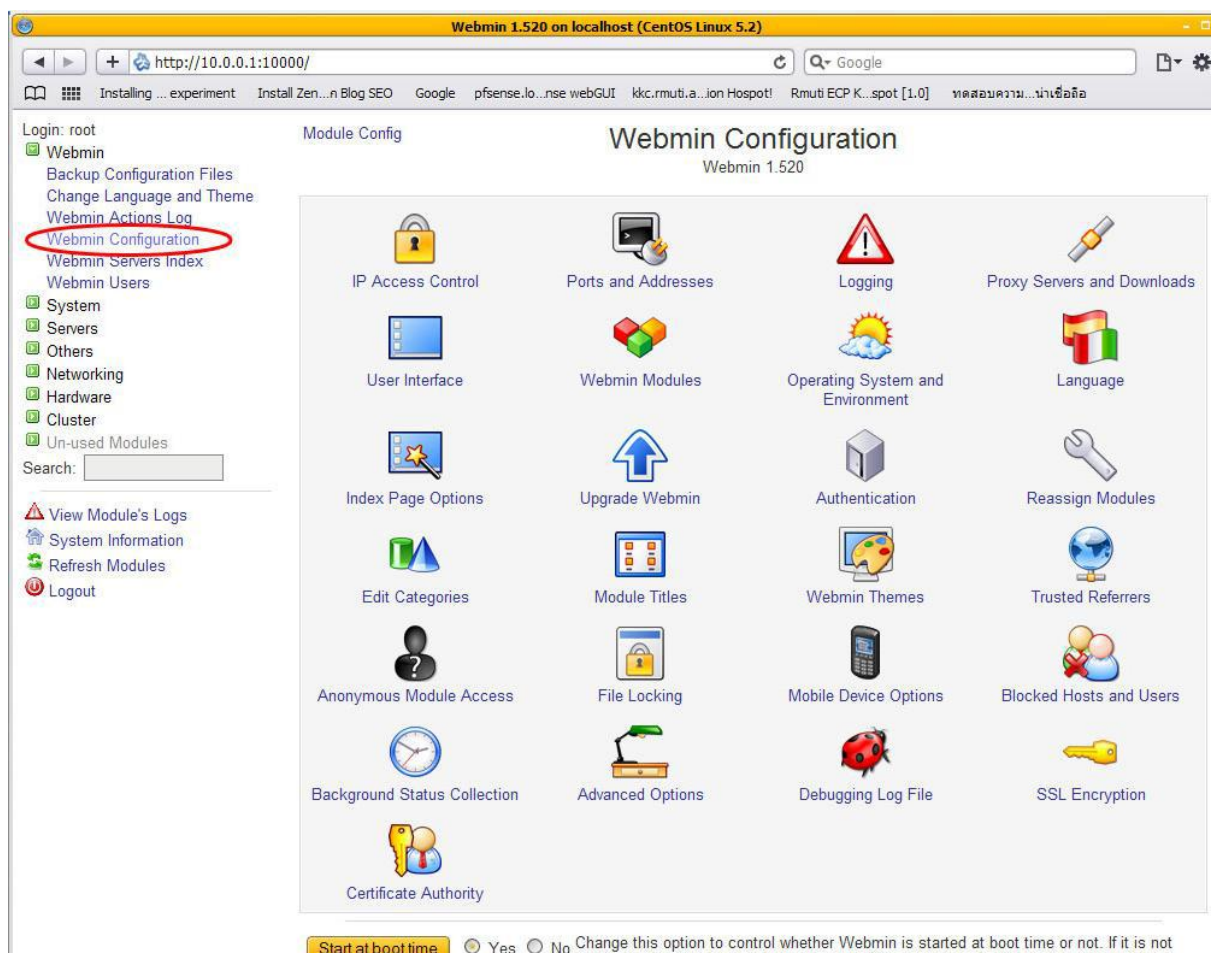 Webmin 1.520 on localhost (CentOS Linux 5.2)
http://10.0.0.1:10000/
Google
Installing ... experiment
Install Zen...n Blog SEO
Google
pfsense.lo...nse webGUI
kkc.rmuti.a...ion Hospot!
Rmuti ECP K...spot [1.0]
ทดสอบความ...น่าเชื่อถือ
Login: root
Webmin
Backup Configuration Files
Change Language and Theme
Webmin Actions Log
Webmin Configuration
Webmin Servers Index
Webmin Users
System
Servers
Others
Networking
Hardware
Cluster
Un-used Modules
Search:
View Module's Logs
System Information
Refresh Modules
Logout
Module Config
Webmin Configuration
Webmin 1.520
IP Access Control
Ports and Addresses
Logging
Proxy Servers and Downloads
User Interface
Webmin Modules
Operating System and
Environment
Language
Index Page Options
Upgrade Webmin
Authentication
Reassign Modules
Edit Categories
Module Titles
Webmin Themes
Trusted Referrers
Anonymous Module Access
File Locking
Mobile Device Options
Blocked Hosts and Users
Background Status Collection
Advanced Options
Debugging Log File
SSL Encryption
Certificate Authority
Start at boot time
Yes
No
Change this option to control whether Webmin is started at boot time or not. If it is not